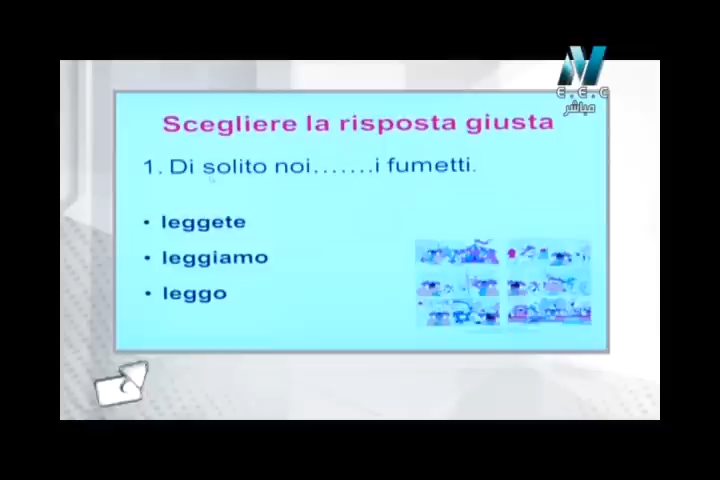 E.E.C
مباشر
Scegliere la risposta giusta
1. Di solito noi.......i fumetti.
• leggete
• leggiamo
• leggo